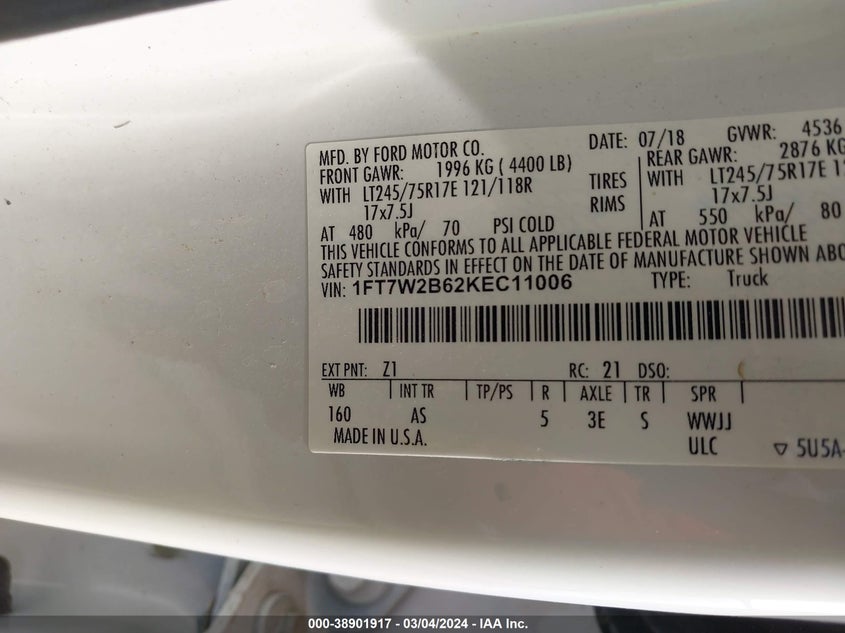 MFD. BY FORD MOTOR CO.
DATE: 07/18 GVWR: 4536
FRONT GAWR: 1996 KG ( 4400 LB)
REAR GAWR: 2876 KG
WITH LT245/75R17E 121/118R TIRES
WITH LT245/75R17E
17x7.5J RIMS
17x7.5J
AT 480 kPa/ 70 PSI COLD
AT 550 kPa/ 80
THIS VEHICLE CONFORMS TO ALL APPLICABLE FEDERAL MOTOR VEHICLE
SAFETY STANDARDS IN EFFECT ON THE DATE OF MANUFACTURE SHOWN
VIN: 1FT7W2B62KEC11006 TYPE: Truck
EXT PNT: Z1 RC: 21 DSO:
WB INT TR TP/PS R AXLE TR SPR
160 AS 5 3E S WWJJ
MADE IN U.S.A. ULC ▽ 5U5A-
000-38901917 - 03/04/2024 - IAA Inc.